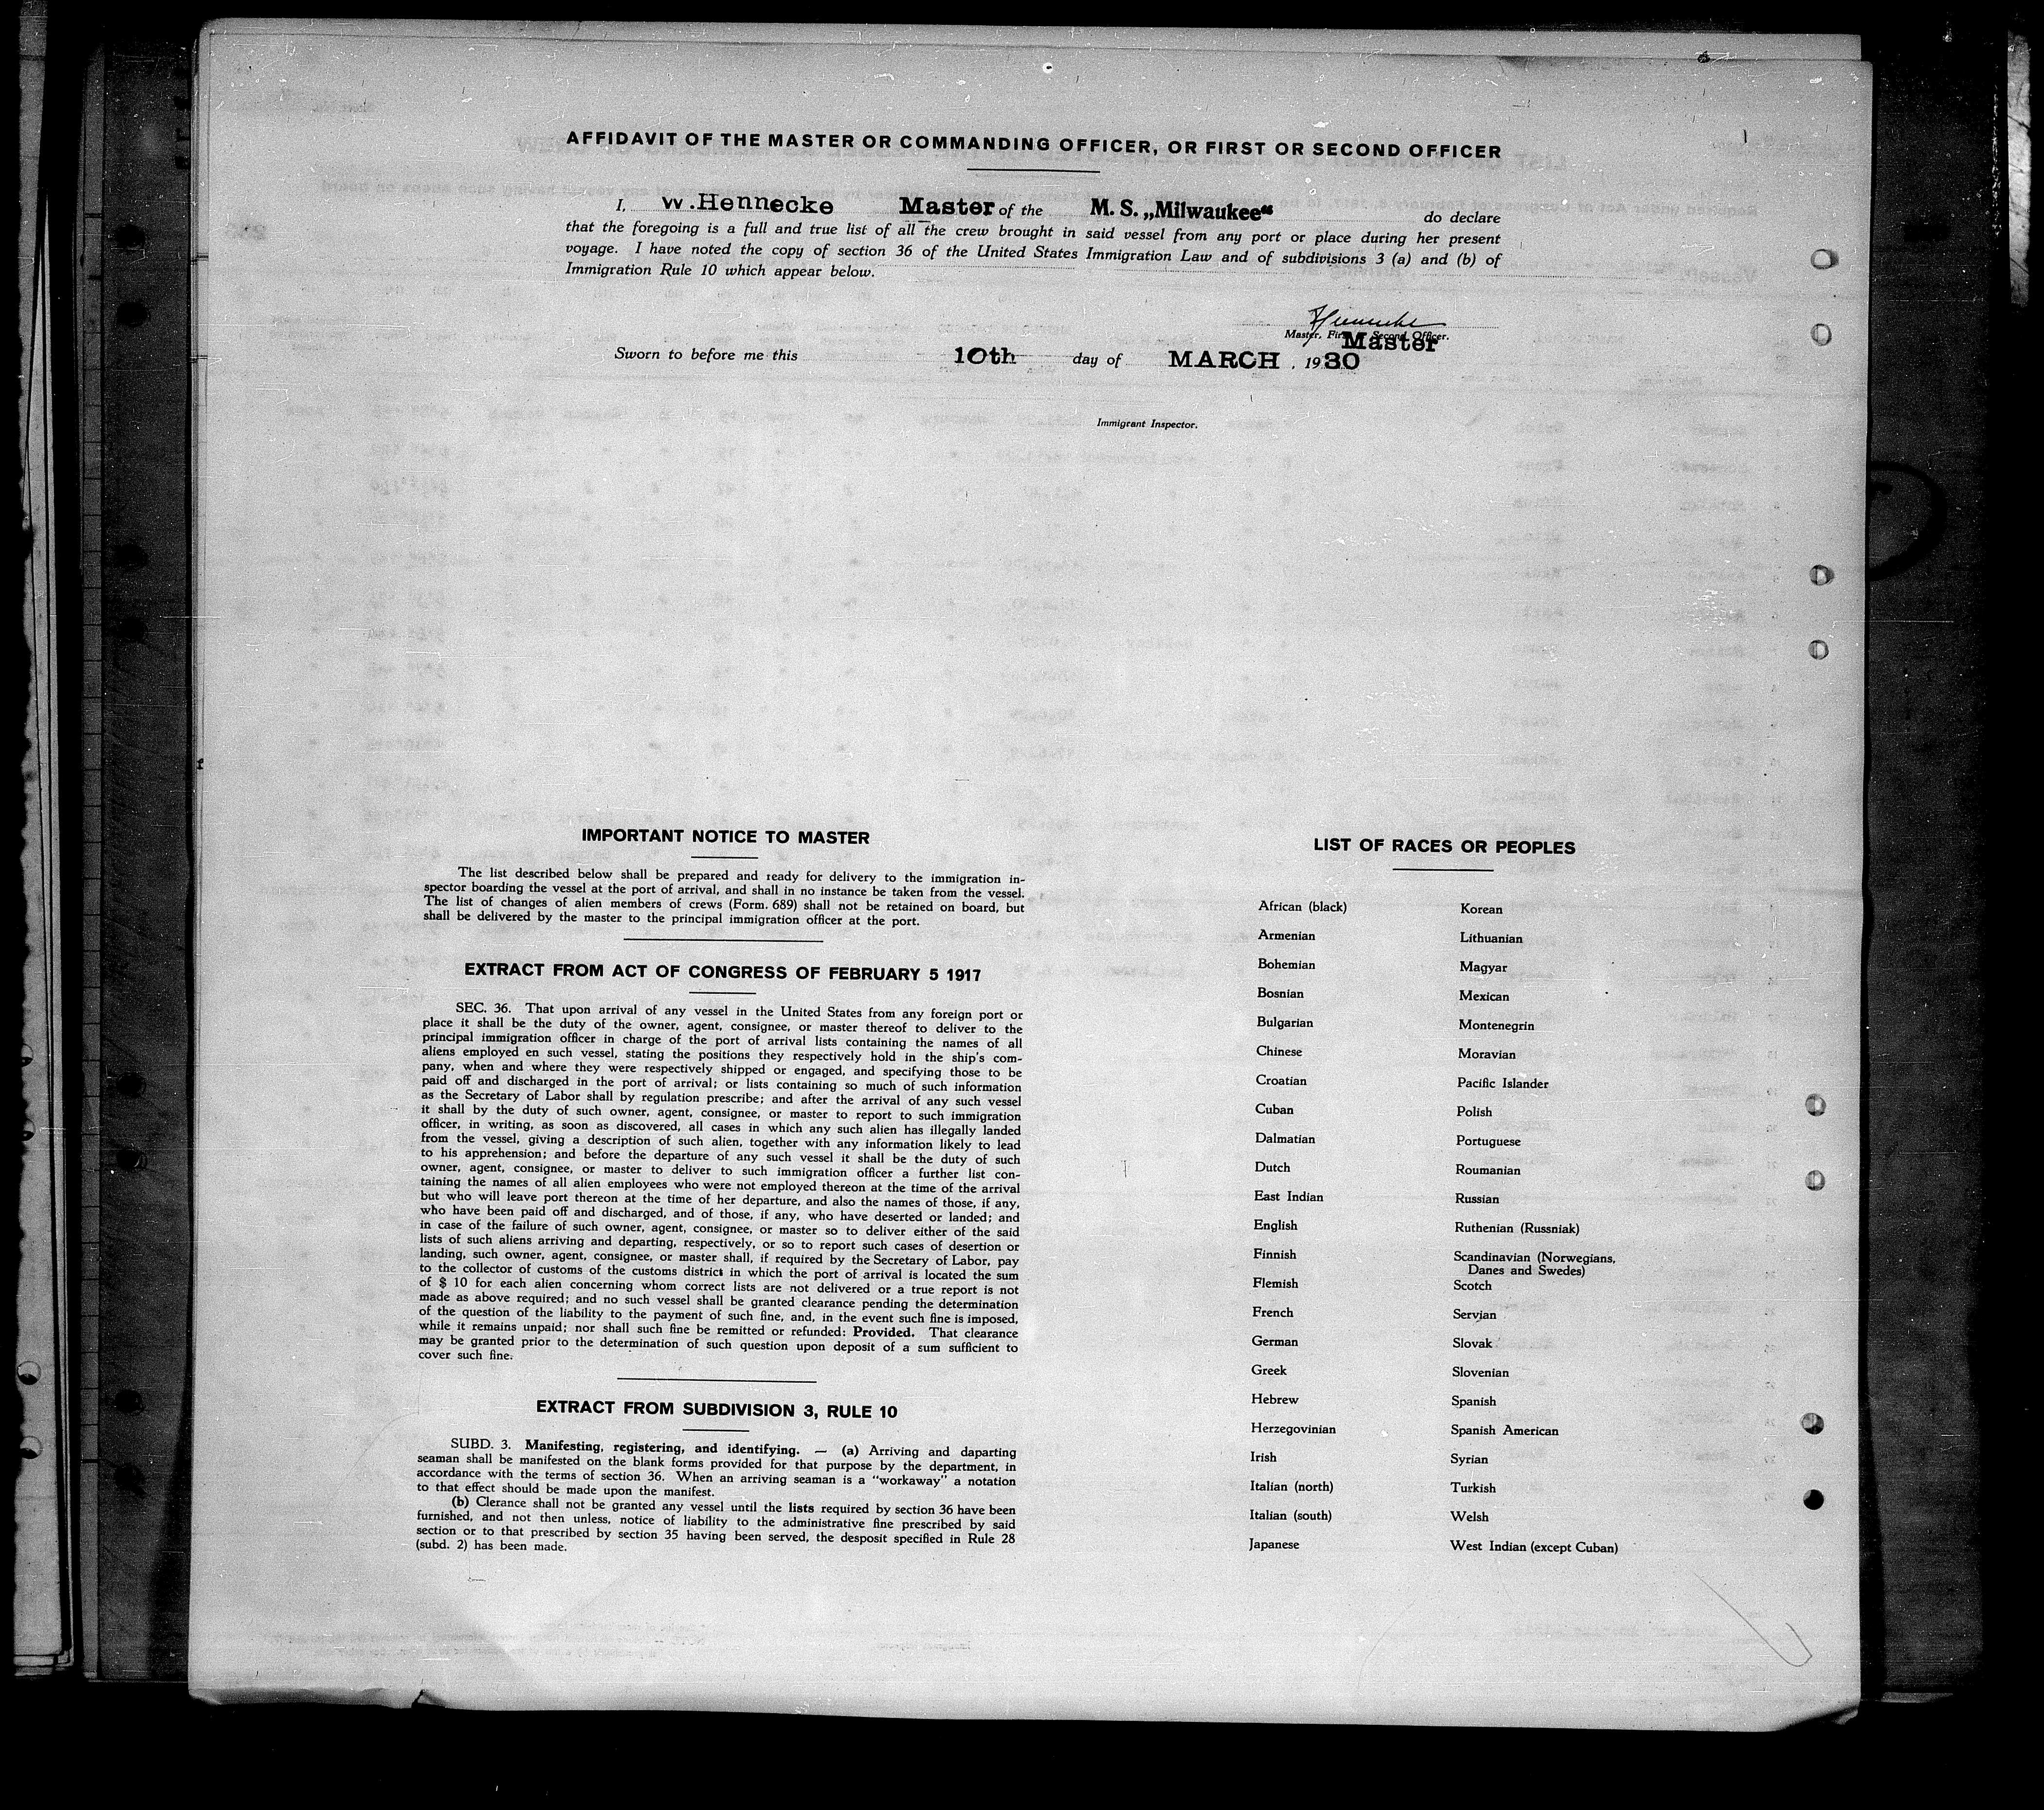 AFFIDAVIT OF THE MASTER OR COMMANDING OFFICER, OR FIRST OR SECOND OFFICER
I, W. Hennecke Master of the M. S. „Milwaukee“ do declare
that the foregoing is a full and true list of all the crew brought in said vessel from any port or place during her present
voyage. I have noted the copy of section 36 of the United States Immigration Law and of subdivisions 3 (a) and (b) of
Immigration Rule 10 which appear below.
Hennecke
Master, First Second Officer.
Master
Sworn to before me this 10th day of MARCH , 1930
Immigrant Inspector.
IMPORTANT NOTICE TO MASTER
The list described below shall be prepared and ready for delivery to the immigration in-
spector boarding the vessel at the port of arrival, and shall in no instance be taken from the vessel.
The list of changes of alien members of crews (Form. 689) shall not be retained on board, but
shall be delivered by the master to the principal immigration officer at the port.
EXTRACT FROM ACT OF CONGRESS OF FEBRUARY 5 1917
SEC. 36. That upon arrival of any vessel in the United States from any foreign port or
place it shall be the duty of the owner, agent, consignee, or master thereof to deliver to the
principal immigration officer in charge of the port of arrival lists containing the names of all
aliens employed en such vessel, stating the positions they respectively hold in the ship's com-
pany, when and where they were respectively shipped or engaged, and specifying those to be
paid off and discharged in the port of arrival; or lists containing so much of such information
as the Secretary of Labor shall by regulation prescribe; and after the arrival of any such vessel
it shall by the duty of such owner, agent, consignee, or master to report to such immigration
officer, in writing, as soon as discovered, all cases in which any such alien has illegally landed
from the vessel, giving a description of such alien, together with any information likely to lead
to his apprehension; and before the departure of any such vessel it shall be the duty of such
owner, agent, consignee, or master to deliver to such immigration officer a further list con-
taining the names of all alien employees who were not employed thereon at the time of the arrival
but who will leave port thereon at the time of her departure, and also the names of those, if any,
who have been paid off and discharged, and of those, if any, who have deserted or landed; and
in case of the failure of such owner, agent, consignee, or master so to deliver either of the said
lists of such aliens arriving and departing, respectively, or so to report such cases of desertion or
landing, such owner, agent, consignee, or master shall, if required by the Secretary of Labor, pay
to the collector of customs of the customs district in which the port of arrival is located the sum
of $ 10 for each alien concerning whom correct lists are not delivered or a true report is not
made as above required; and no such vessel shall be granted clearance pending the determination
of the question of the liability to the payment of such fine, and, in the event such fine is imposed,
while it remains unpaid; nor shall such fine be remitted or refunded: Provided. That clearance
may be granted prior to the determination of such question upon deposit of a sum sufficient to
cover such fine.
EXTRACT FROM SUBDIVISION 3, RULE 10
SUBD. 3. Manifesting, registering, and identifying. — (a) Arriving and daparting
seaman shall be manifested on the blank forms provided for that purpose by the department, in
accordance with the terms of section 36. When an arriving seaman is a “workaway” a notation
to that effect should be made upon the manifest.
(b) Clerance shall not be granted any vessel until the lists required by section 36 have been
furnished, and not then unless, notice of liability to the administrative fine prescribed by said
section or to that prescribed by section 35 having been served, the desposit specified in Rule 28
(subd. 2) has been made.
LIST OF RACES OR PEOPLES
African (black)
Armenian
Bohemian
Bosnian
Bulgarian
Chinese
Croatian
Cuban
Dalmatian
Dutch
East Indian
English
Finnish
Flemish
French
German
Greek
Hebrew
Herzegovinian
Irish
Italian (north)
Italian (south)
Japanese
Korean
Lithuanian
Magyar
Mexican
Montenegrin
Moravian
Pacific Islander
Polish
Portuguese
Roumanian
Russian
Ruthenian (Russniak)
Scandinavian (Norwegians,
Danes and Swedes)
Scotch
Servian
Slovak
Slovenian
Spanish
Spanish American
Syrian
Turkish
Welsh
West Indian (except Cuban)